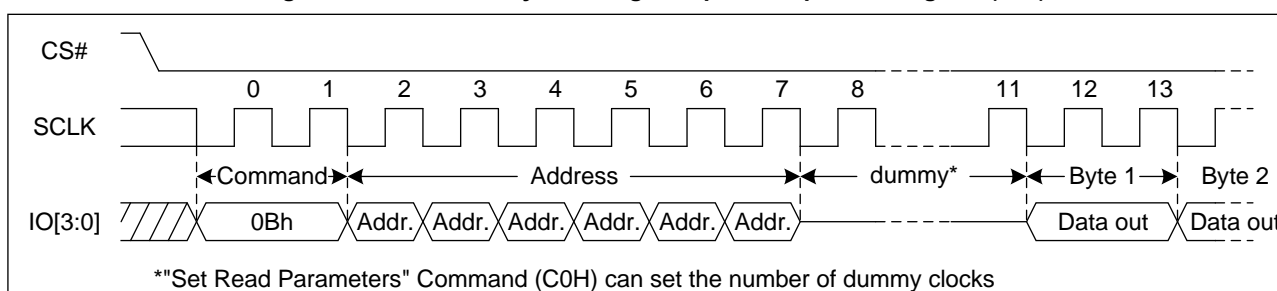 CS#
0 1 2 3 4 5 6 7 8 11 12 13
SCLK
Command Address dummy* Byte 1 Byte 2
IO[3:0] 0Bh Addr. Addr. Addr. Addr. Addr. Addr. Data out Data out
*"Set Read Parameters" Command (C0H) can set the number of dummy clocks